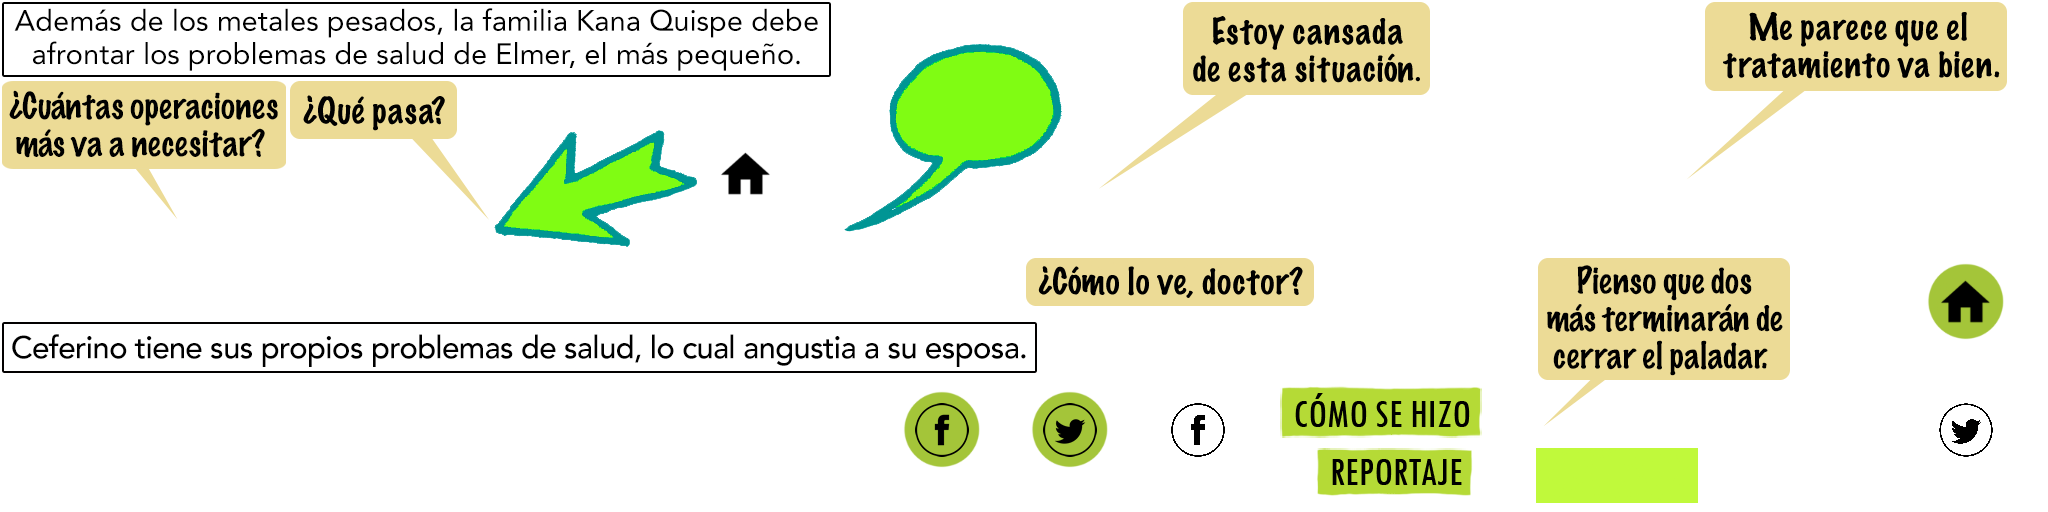 Además de los metales pesados, la familia Kana Quispe debe
afrontar los problemas de salud de Elmer, el más pequeño.
¿Cuántas operaciones
más va a necesitar?
¿Qué pasa?
Estoy cansada
de esta situación.
Me parece que el
tratamiento va bien.
¿Cómo lo ve, doctor?
Pienso que dos
más terminarán de
cerrar el paladar.
Ceferino tiene sus propios problemas de salud, lo cual angustia a su esposa.
CÓMO SE HIZO
REPORTAJE